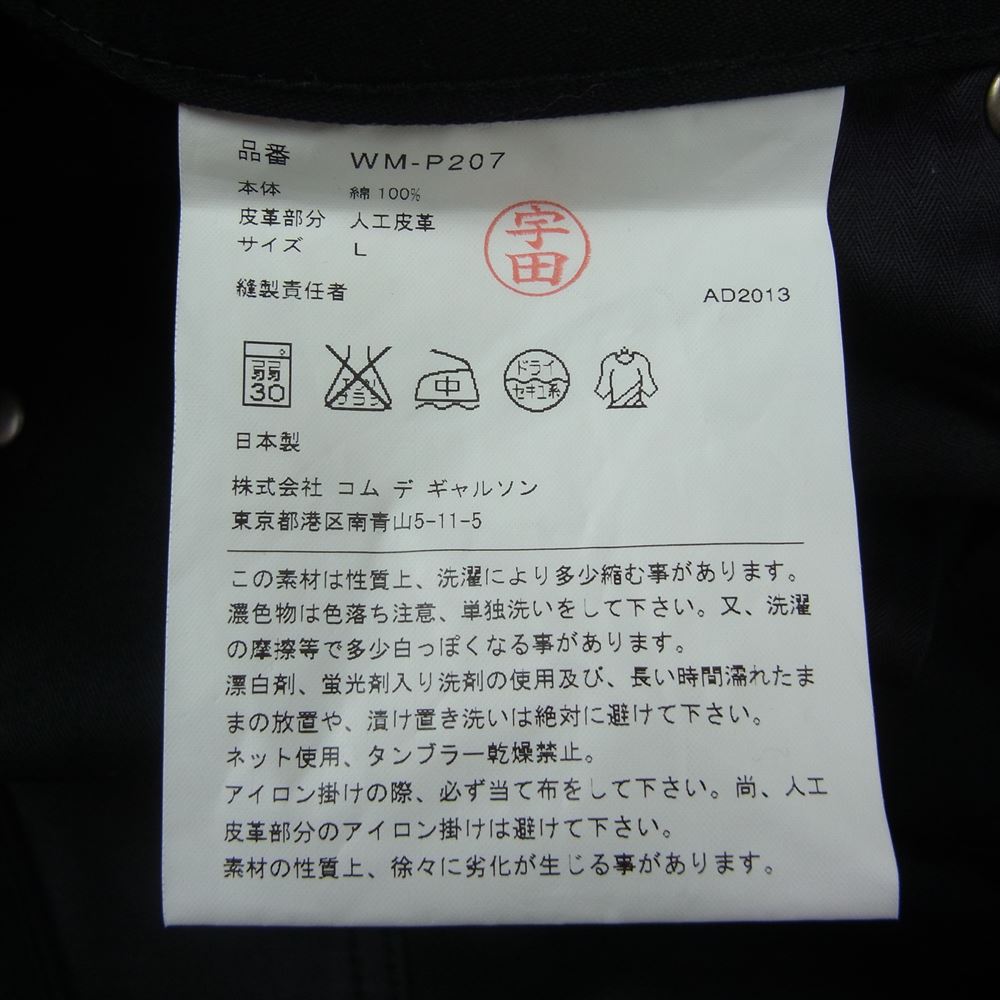 品番 WM-P207
本体 綿 100%
皮革部分 人工皮革
サイズ L
宇田
縫製責任者
AD2013
弱 30
エンソ サラシ
中
ドライ セキユ系
日本製
株式会社 コム デ ギャルソン
東京都港区南青山5-11-5
この素材は性質上、洗濯により多少縮む事があります。
濃色物は色落ち注意、単独洗いをして下さい。又、洗濯
の摩擦等で多少白っぽくなる事があります。
漂白剤、蛍光剤入り洗剤の使用及び、長い時間濡れたま
まの放置や、漬け置き洗いは絶対に避けて下さい。
ネット使用、タンブラー乾燥禁止。
アイロン掛けの際、必ず当て布をして下さい。尚、人工
皮革部分のアイロン掛けは避けて下さい。
素材の性質上、徐々に劣化が生じる事があります。